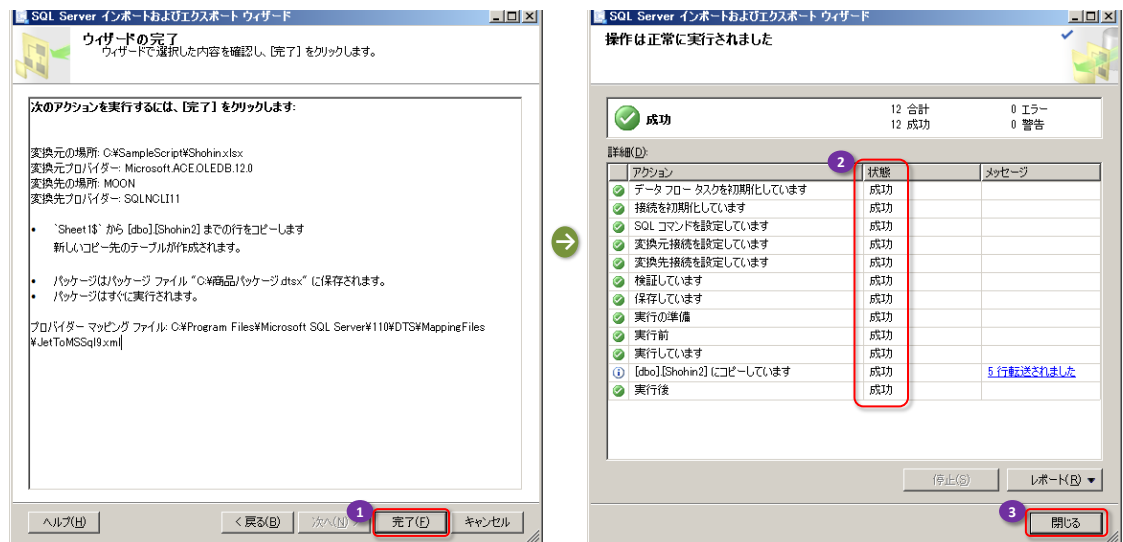 SQL Server インポートおよびエクスポート ウィザード
ウィザードの完了
ウィザードで選択した内容を確認し、[完了] をクリックします。
次のアクションを実行するには、[完了] をクリックします:
変換元の場所: C:¥SampleScript¥Shohin.xlsx
変換元プロバイダー: Microsoft.ACE.OLEDB.12.0
変換先の場所: MOON
変換先プロバイダー: SQLNCLI11
• `Sheet1$` から [dbo].[Shohin2] までの行をコピーします
新しいコピー先のテーブルが作成されます。
• パッケージはパッケージ ファイル "C:¥商品パッケージ.dtsx" に保存されます。
• パッケージはすぐに実行されます。
プロバイダー マッピング ファイル: C:¥Program Files¥Microsoft SQL Server¥110¥DTS¥MappingFiles
¥JetToMSSql9.xml
1
ヘルプ(H) < 戻る(B) 次へ(N) 完了(F) キャンセル
SQL Server インポートおよびエクスポート ウィザード
操作は正常に実行されました
成功
12 合計 0 エラー
12 成功 0 警告
詳細(D):
2
アクション 状態 メッセージ
データ フロー タスクを初期化しています 成功
接続を初期化しています 成功
SQL コマンドを設定しています 成功
変換元接続を設定しています 成功
変換先接続を設定しています 成功
検証しています 成功
保存しています 成功
実行の準備 成功
実行前 成功
実行しています 成功
[dbo].[Shohin2] にコピーしています 成功 5 行転送されました
実行後 成功
停止(S) レポート(R)
3
閉じる